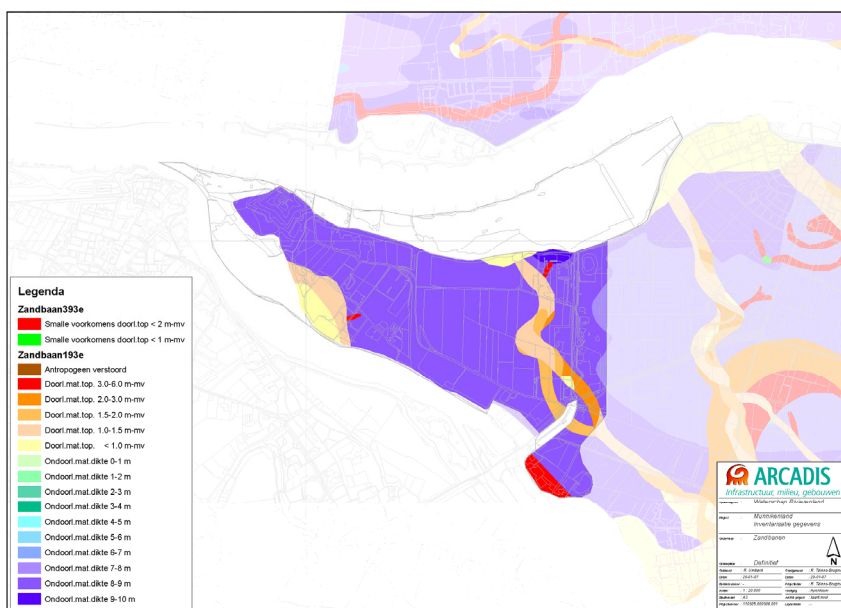 Legenda
Zandbaan393e
Smalle voorkomens doorl.top < 2 m-mv
Smalle voorkomens doorl.top < 1 m-mv
Zandbaan193e
Antropogeen verstoord
Doorl.mat.top. 3.0-6.0 m-mv
Doorl.mat.top. 2.0-3.0 m-mv
Doorl.mat.top. 1.5-2.0 m-mv
Doorl.mat.top. 1.0-1.5 m-mv
Doorl.mat.top. < 1.0 m-mv
Ondoorl.mat.dikte 0-1 m
Ondoorl.mat.dikte 1-2 m
Ondoorl.mat.dikte 2-3 m
Ondoorl.mat.dikte 3-4 m
Ondoorl.mat.dikte 4-5 m
Ondoorl.mat.dikte 5-6 m
Ondoorl.mat.dikte 6-7 m
Ondoorl.mat.dikte 7-8 m
Ondoorl.mat.dikte 8-9 m
Ondoorl.mat.dikte 9-10 m
ARCADIS
Infrastructuur, milieu, gebouwen
Munnikenland
Inventarisatie gegevens
Zandbanen
N
Definitief